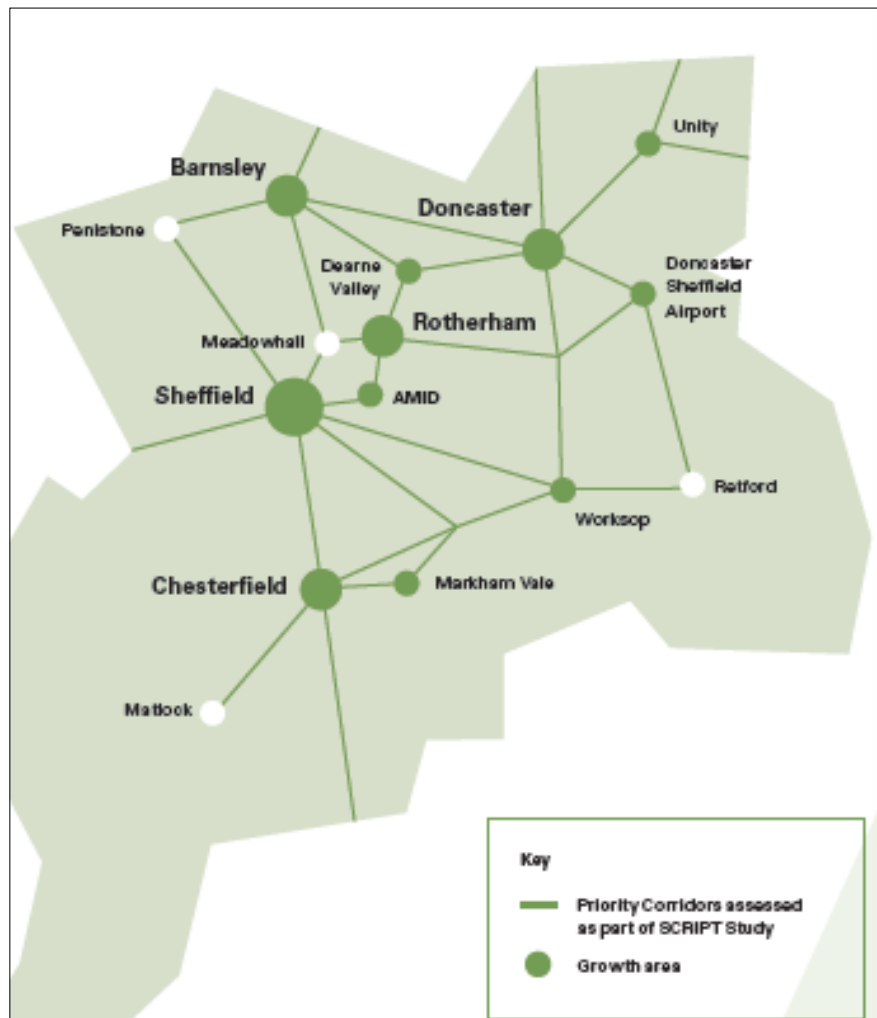 Unity
Barnsley
Doncaster
Penistone
Dearne
Valley
Doncaster
Sheffield
Airport
Rotherham
Meadowhall
Sheffield
AMID
Retford
Worksop
Chesterfield
Markham Vale
Matlock
Key
Priority Corridors assessed
as part of SCRIPT Study
Growth area